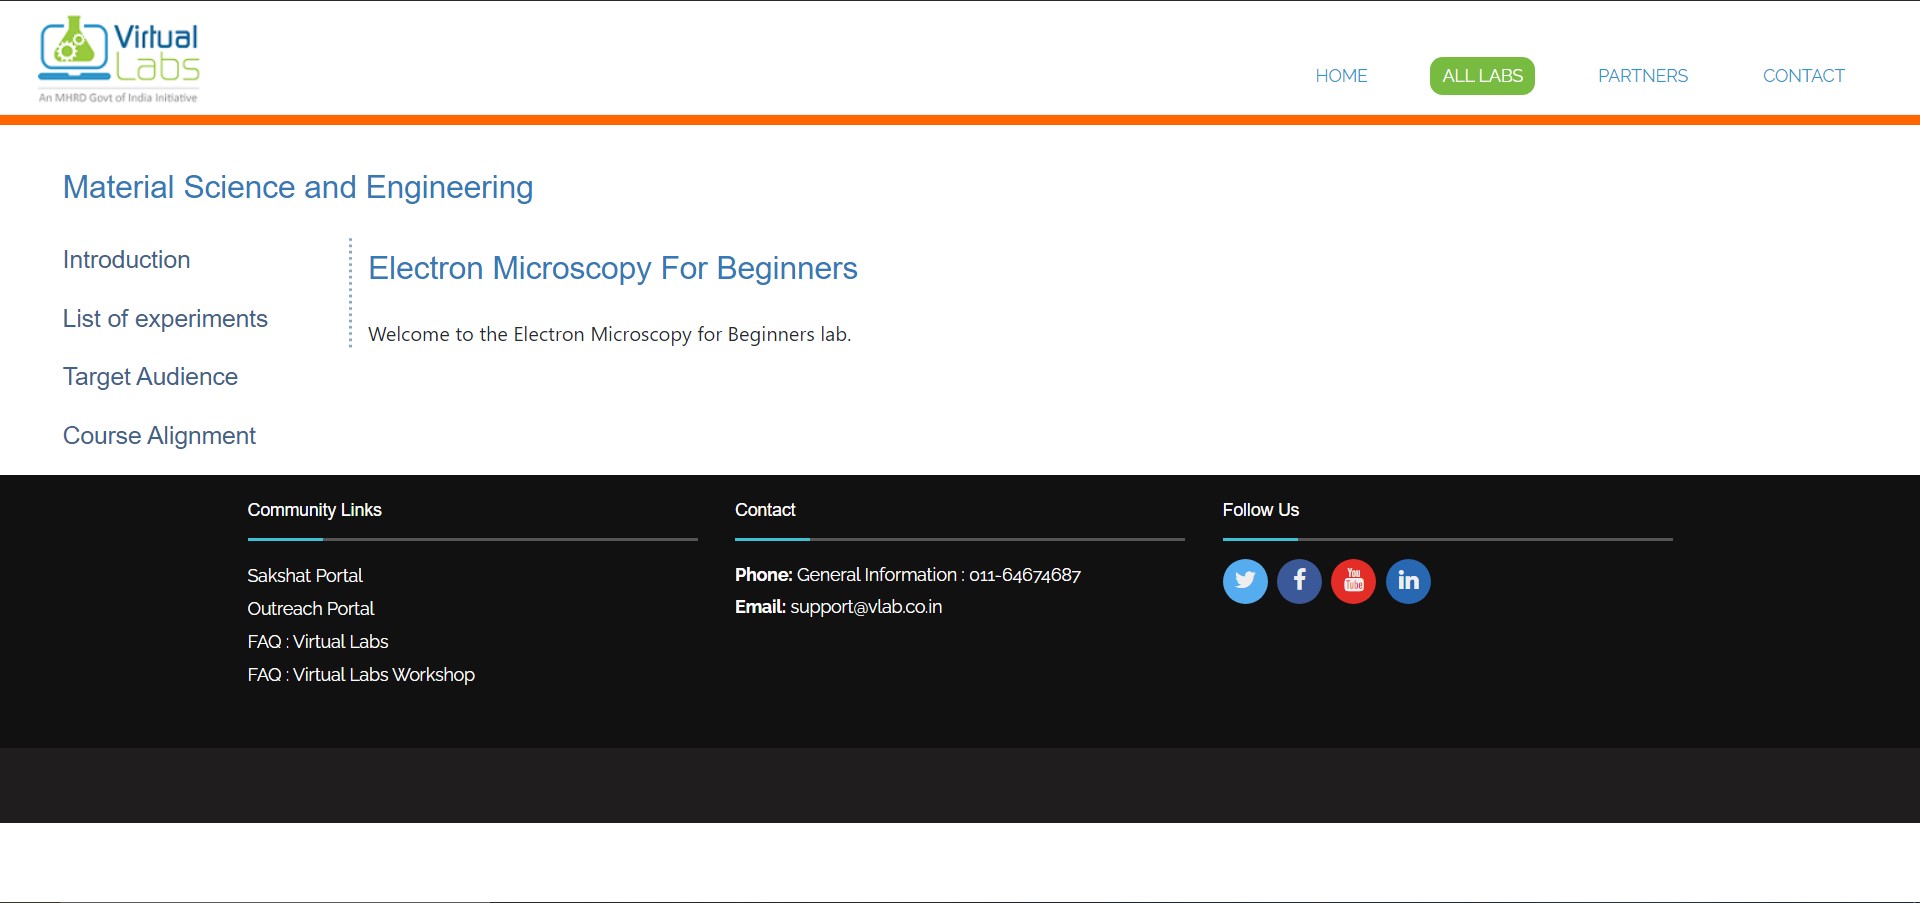 Virtual
Labs
An MHRD Govt of India Initiative
HOME
ALL LABS
PARTNERS
CONTACT
Material Science and Engineering
Introduction
List of experiments
Target Audience
Course Alignment
Electron Microscopy For Beginners
Welcome to the Electron Microscopy for Beginners lab.
Community Links
Sakshat Portal
Outreach Portal
FAQ : Virtual Labs
FAQ : Virtual Labs Workshop
Contact
Phone: General Information : 011-64674687
Email: support@vlab.co.in
Follow Us
You
Tube